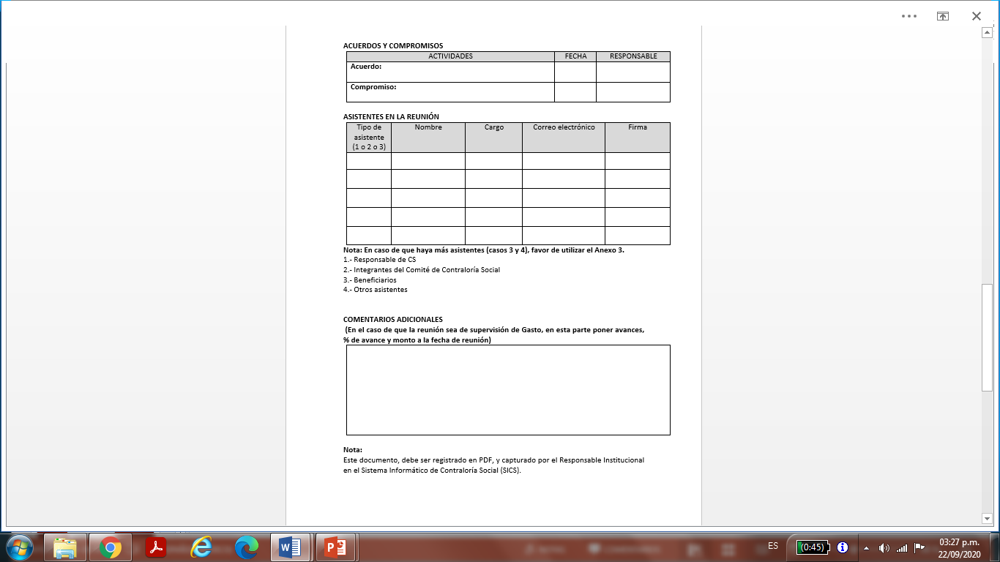 ACUERDOS Y COMPROMISOS
ACTIVIDADES FECHA RESPONSABLE
Acuerdo:
Compromiso:
ASISTENTES EN LA REUNIÓN
Tipo de asistente (1 o 2 o 3) Nombre Cargo Correo electrónico Firma
Nota: En caso de que haya más asistentes (casos 3 y 4), favor de utilizar el Anexo 3.
1.- Responsable de CS
2.- Integrantes del Comité de Contraloría Social
3.- Beneficiarios
4.- Otros asistentes
COMENTARIOS ADICIONALES
(En el caso de que la reunión sea de supervisión de Gasto, en esta parte poner avances,
% de avance y monto a la fecha de reunión)
Nota:
Este documento, debe ser registrado en PDF, y capturado por el Responsable Institucional
en el Sistema Informático de Contraloría Social (SICS).
ES (0:45) 03:27 p.m.
22/09/2020